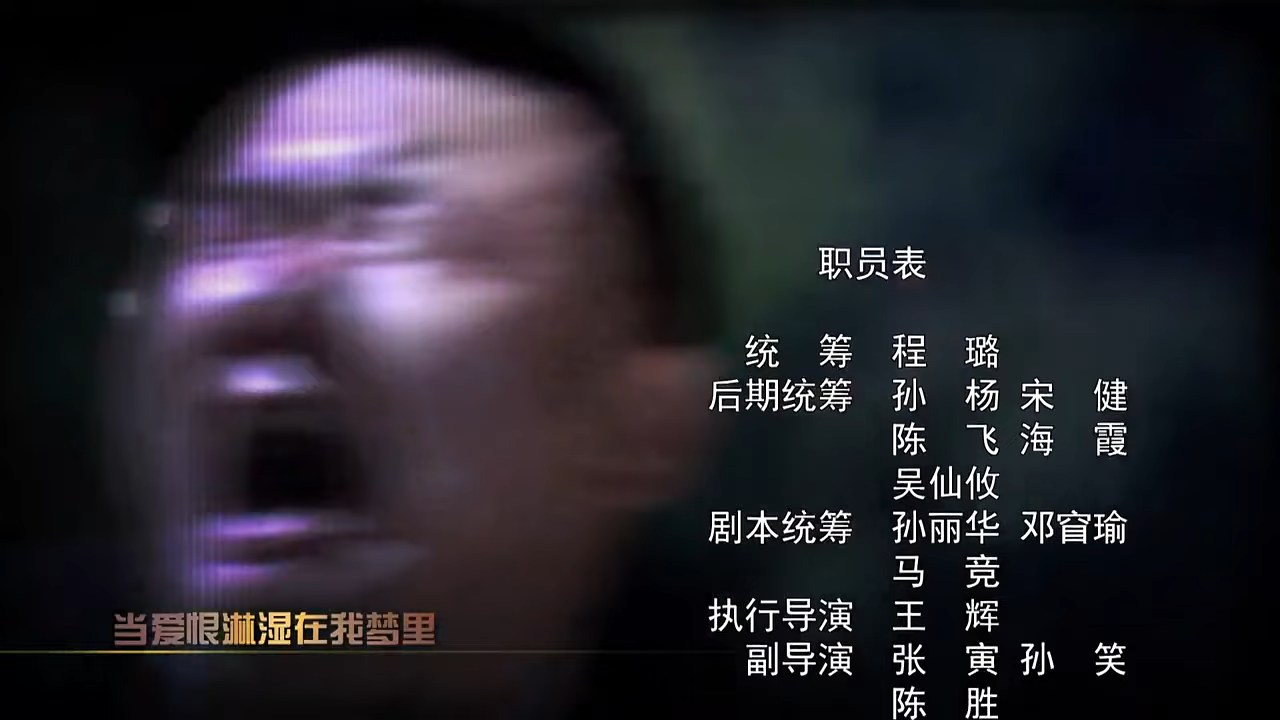 职员表
统 筹 程 璐
后期统筹 孙 杨 宋 健
陈 飞 海 霞
吴仙攸
剧本统筹 孙丽华 邓窅瑜
马 竞
执行导演 王 辉
副导演 张 寅 孙 笑
陈 胜
当爱恨淋湿在我梦里